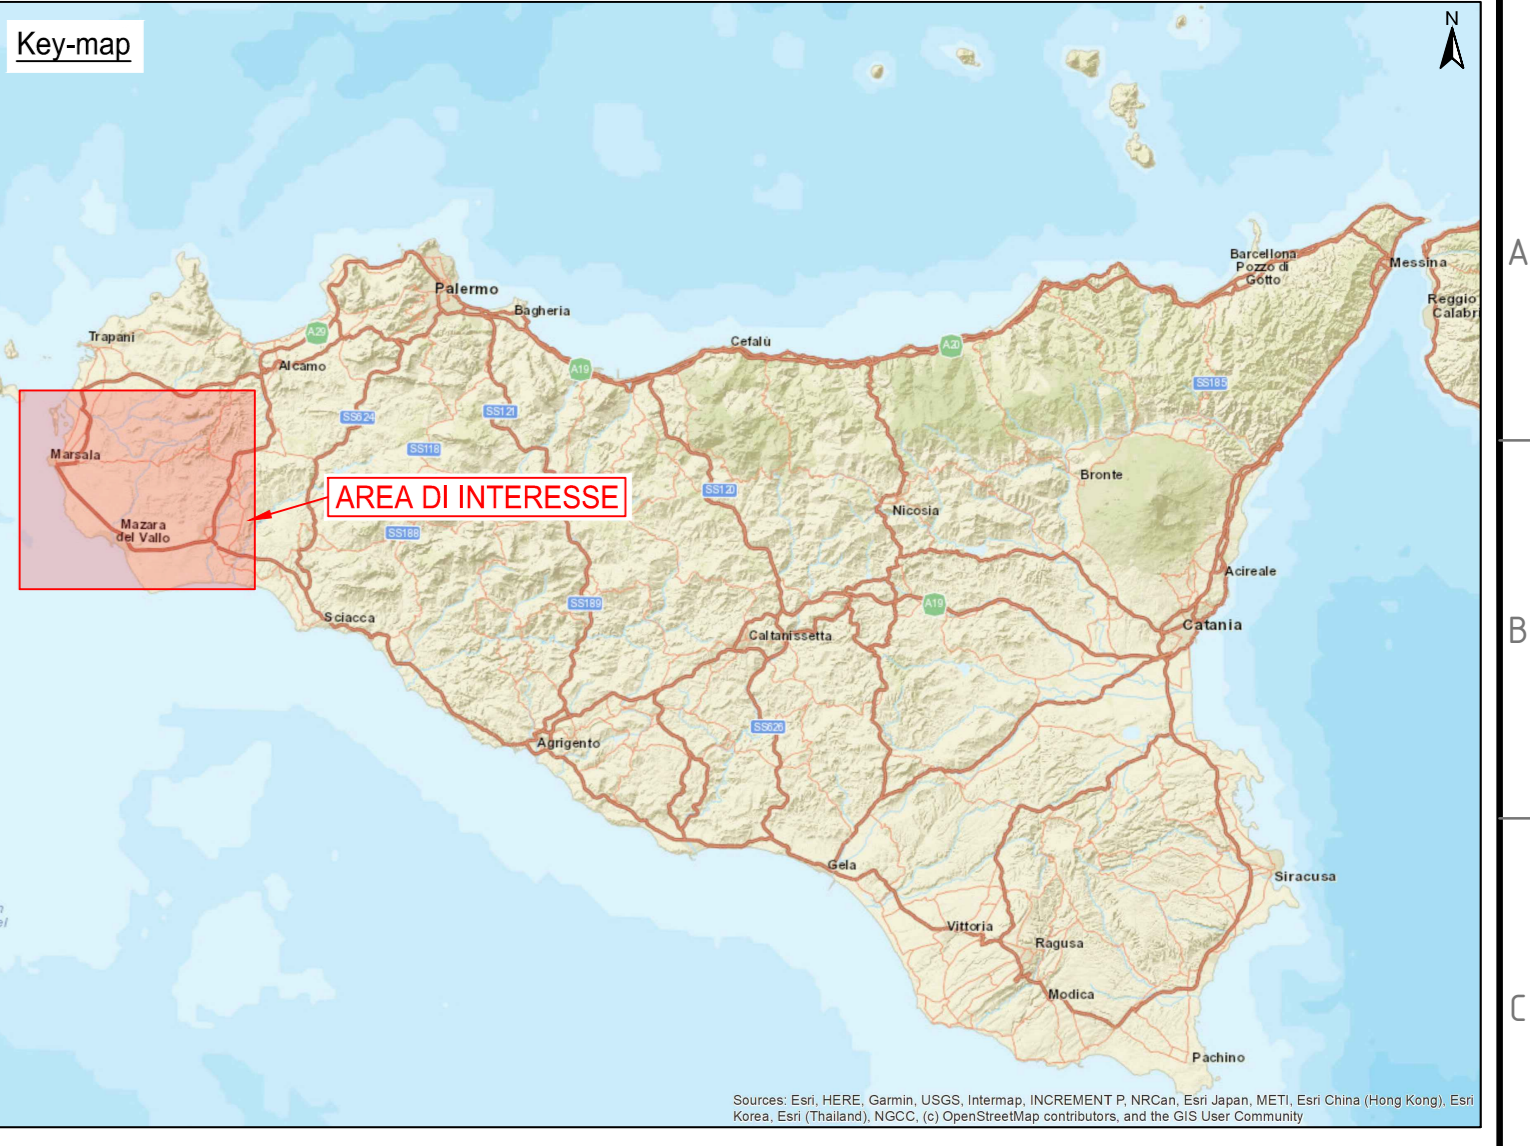 Key-map
N
A
Barcellona
Pozzo di
Gotto
Messina
Palermo
Reggio
Calabri
Bagheria
A29
Trapani
Cefalù
A20
Alcamo
A19
SS185
SS624
SS121
SS118
Marsala
Bronte
SS120
AREA DI INTERESSE
Nicosia
Mazara
del Vallo
SS188
Acireale
SS189
A19
Sciacca
Catania
B
Caltanissetta
SS626
Agrigento
Gela
Siracusa
el
Vittoria
Ragusa
Modica
C
Pachino
Sources: Esri, HERE, Garmin, USGS, Intermap, INCREMENT P, NRCan, Esri Japan, METI, Esri China (Hong Kong), Esri
Korea, Esri (Thailand), NGCC, (c) OpenStreetMap contributors, and the GIS User Community